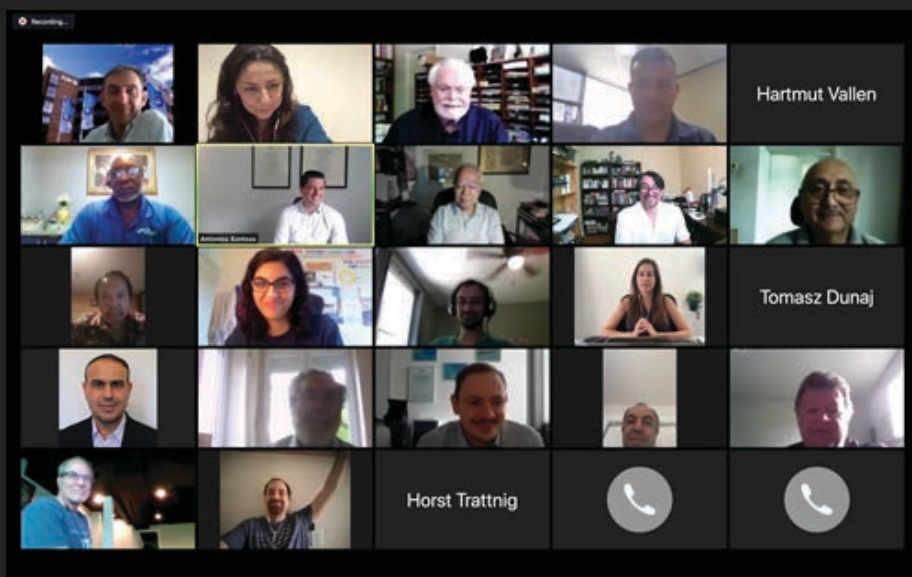 Recording...
Hartmut Vallen
Antonios Kontsos
Tomasz Dunaj
Horst Trattnig